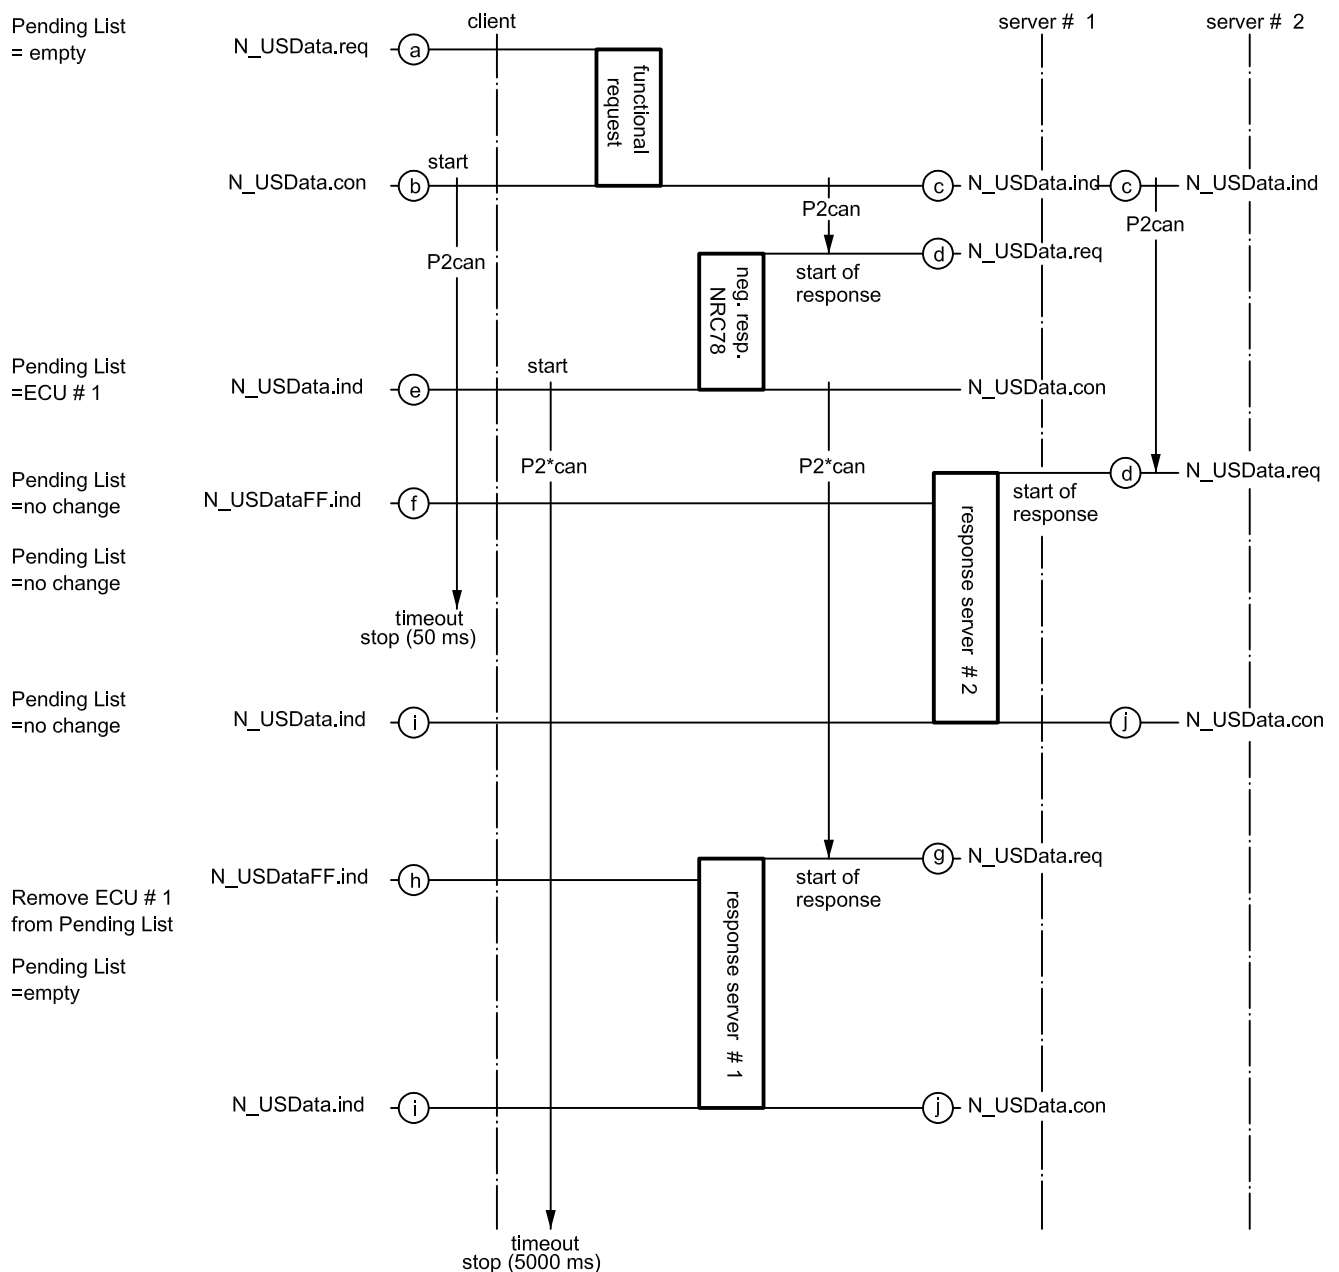 Pending List
= empty
client
server # 1
server # 2
N_USData.req
a
functional
request
start
N_USData.con
b
c
N_USData.ind
c
N_USData.ind
P2can
P2can
P2can
d
N_USData.req
start of
response
neg. resp.
NRC78
Pending List
=ECU # 1
start
N_USData.ind
e
N_USData.con
P2*can
P2*can
Pending List
=no change
N_USDataFF.ind
f
d
N_USData.req
start of
response
response server # 2
Pending List
=no change
timeout
stop (50 ms)
Pending List
=no change
N_USData.ind
i
j
N_USData.con
g
N_USData.req
start of
response
N_USDataFF.ind
h
Remove ECU # 1
from Pending List
response server # 1
Pending List
=empty
N_USData.ind
i
j
N_USData.con
timeout
stop (5000 ms)